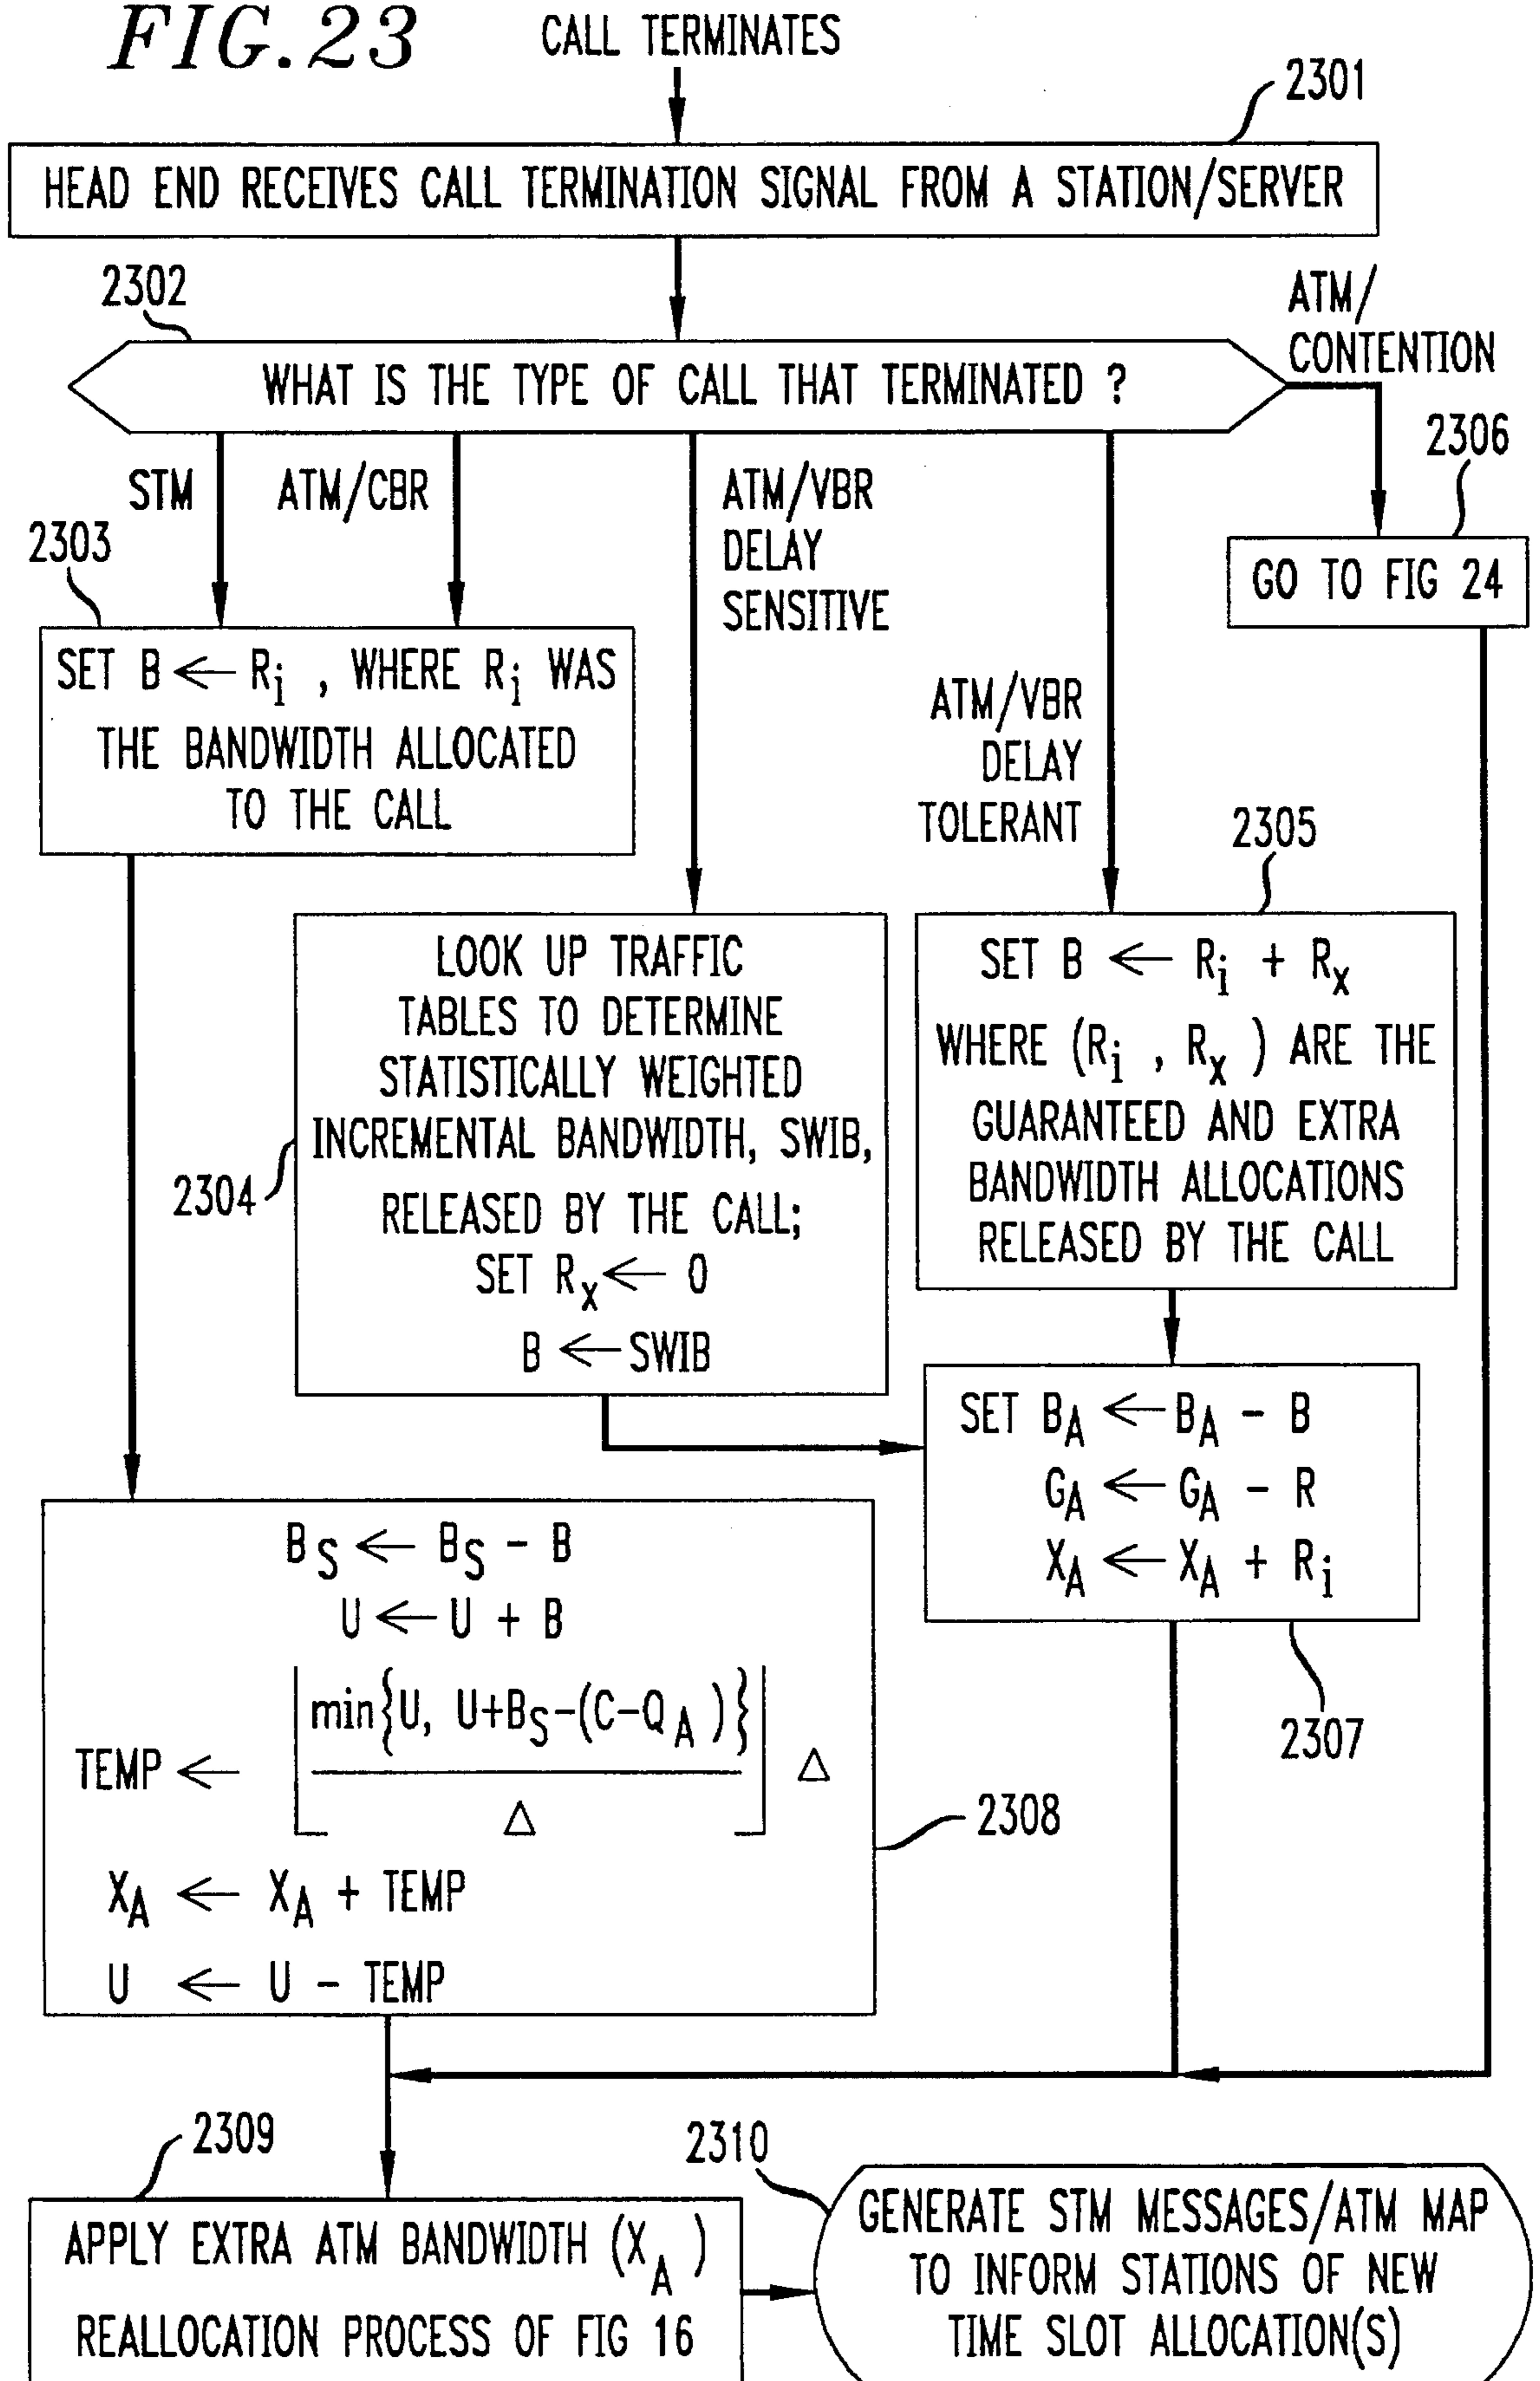 FIG. 23
CALL TERMINATES
2301
HEAD END RECEIVES CALL TERMINATION SIGNAL FROM A STATION/SERVER
2302
ATM/
CONTENTION
WHAT IS THE TYPE OF CALL THAT TERMINATED ?
2306
STM
ATM/CBR
ATM/VBR
DELAY
SENSITIVE
GO TO FIG 24
2303
SET B ← Ri , WHERE Ri WAS
THE BANDWIDTH ALLOCATED
TO THE CALL
ATM/VBR
DELAY
TOLERANT
2305
LOOK UP TRAFFIC
TABLES TO DETERMINE
STATISTICALLY WEIGHTED
INCREMENTAL BANDWIDTH, SWIB,
RELEASED BY THE CALL;
SET Rx ← 0
B ← SWIB
2304
SET B ← Ri + Rx
WHERE (Ri , Rx ) ARE THE
GUARANTEED AND EXTRA
BANDWIDTH ALLOCATIONS
RELEASED BY THE CALL
SET BA ← BA - B
GA ← GA - R
XA ← XA + Ri
2307
BS ← BS - B
U ← U + B
TEMP ← ⌊ min{U, U+BS-(C-QA )} / Δ ⌋ Δ
XA ← XA + TEMP
U ← U - TEMP
2308
2309
APPLY EXTRA ATM BANDWIDTH (XA )
REALLOCATION PROCESS OF FIG 16
2310
GENERATE STM MESSAGES/ATM MAP
TO INFORM STATIONS OF NEW
TIME SLOT ALLOCATION(S)